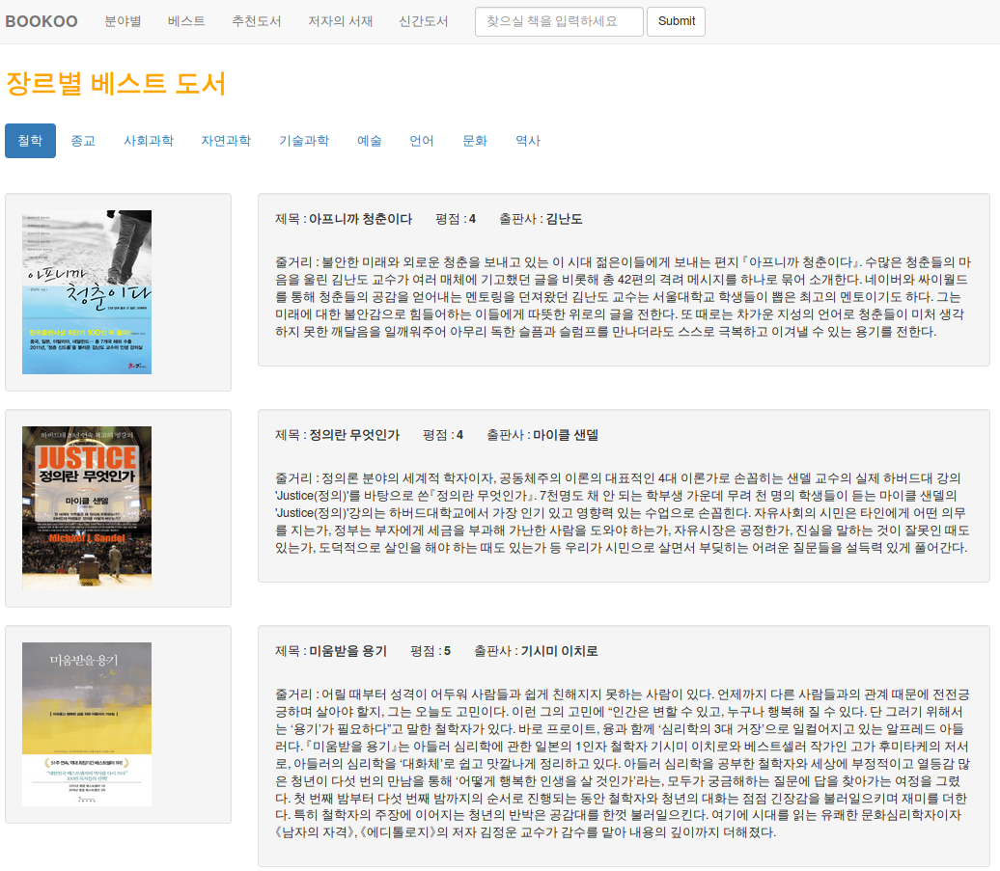 BOOKOO 분야별 베스트 추천도서 저자의 서재 신간도서 찾으실 책을 입력하세요 Submit
장르별 베스트 도서
철학 종교 사회과학 자연과학 기술과학 예술 언어 문화 역사
아프니까
청춘이다
제목 : 아프니까 청춘이다 평점 : 4 출판사 : 김난도
줄거리 : 불안한 미래와 외로운 청춘을 보내고 있는 이 시대 젊은이들에게 보내는 편지『아프니까 청춘이다』. 수많은 청춘들의 마
음을 울린 김난도 교수가 여러 매체에 기고했던 글을 비롯해 총 42편의 격려 메시지를 하나로 묶어 소개한다. 네이버와 싸이월드
를 통해 청춘들의 공감을 얻어내는 멘토링을 던져왔던 김난도 교수는 서울대학교 학생들이 뽑은 최고의 멘토이기도 하다. 그는
미래에 대한 불안감으로 힘들어하는 이들에게 따뜻한 위로의 글을 전한다. 또 때로는 차가운 지성의 언어로 청춘들이 미처 생각
하지 못한 깨달음을 일깨워주어 아무리 독한 슬픔과 슬럼프를 만나더라도 스스로 극복하고 이겨낼 수 있는 용기를 전한다.
JUSTICE
정의란 무엇인가
마이클 샌델
Michael J. Sandel
제목 : 정의란 무엇인가 평점 : 4 출판사 : 마이클 샌델
줄거리 : 정의론 분야의 세계적 학자이자, 공동체주의 이론의 대표적인 4대 이론가로 손꼽히는 샌델 교수의 실제 하버드대 강의
'Justice(정의)'를 바탕으로 쓴『정의란 무엇인가』. 7천명도 채 안 되는 학부생 가운데 무려 천 명의 학생들이 듣는 마이클 샌델의
'Justice(정의)'강의는 하버드대학교에서 가장 인기 있고 영향력 있는 수업으로 손꼽힌다. 자유사회의 시민은 타인에게 어떤 의무
를 지는가, 정부는 부자에게 세금을 부과해 가난한 사람을 도와야 하는가, 자유시장은 공정한가, 진실을 말하는 것이 잘못인 때도
있는가, 도덕적으로 살인을 해야 하는 때도 있는가 등 우리가 시민으로 살면서 부딪히는 어려운 질문들을 설득력 있게 풀어간다.
미움받을 용기
제목 : 미움받을 용기 평점 : 5 출판사 : 기시미 이치로
줄거리 : 어릴 때부터 성격이 어두워 사람들과 쉽게 친해지지 못하는 사람이 있다. 언제까지 다른 사람들과의 관계 때문에 전전긍
긍하며 살아야 할지, 그는 오늘도 고민이다. 이런 그의 고민에 “인간은 변할 수 있고, 누구나 행복해 질 수 있다. 단 그러기 위해서
는 ‘용기’가 필요하다”고 말한 철학자가 있다. 바로 프로이트, 융과 함께 ‘심리학의 3대 거장’으로 일컬어지고 있는 알프레드 아들
러다.『미움받을 용기』는 아들러 심리학에 관한 일본의 1인자 철학자 기시미 이치로와 베스트셀러 작가인 고가 후미타케의 저서
로, 아들러의 심리학을 ‘대화체’로 쉽고 맛깔나게 정리하고 있다. 아들러 심리학을 공부한 철학자와 세상에 부정적이고 열등감 많
은 청년이 다섯 번의 만남을 통해 ‘어떻게 행복한 인생을 살 것인가’라는, 모두가 궁금해하는 질문에 답을 찾아가는 여정을 그렸
다. 첫 번째 밤부터 다섯 번째 밤까지의 순서로 진행되는 동안 철학자와 청년의 대화는 점점 긴장감을 불러일으키며 재미를 더한
다. 특히 철학자의 주장에 이어지는 청년의 반박은 공감대를 한껏 불러일으킨다. 여기에 시대를 읽는 유쾌한 문화심리학자이자
《남자의 자격》, 《에디톨로지》의 저자 김정운 교수가 감수를 맡아 내용의 깊이까지 더해졌다.